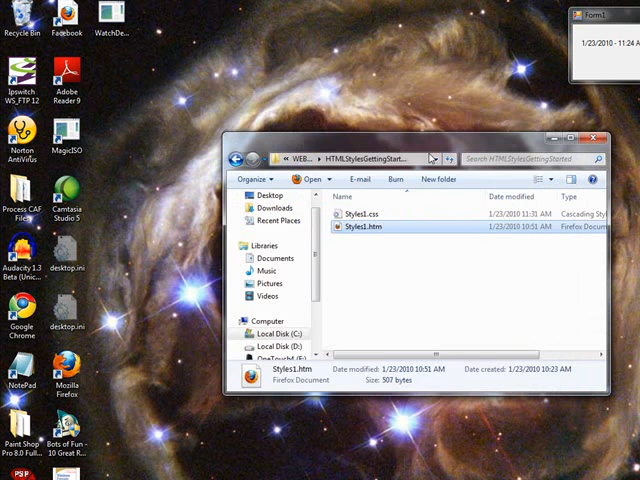 Recycle Bin
Facebook
WatchDe...
Form1
1/23/2010 - 11:24 A
Ipswitch
WS_FTP 12
Adobe
Reader 9
Norton
AntiVirus
MagicISO
Process CAF
Files
Camtasia
Studio 5
desktop.ini
Audacity 1.3
Beta (Unic...
Google
Chrome
desktop.ini
NotePad
Mozilla
Firefox
Paint Shop
Pro 8.0 Full...
Bots of Fun -
10 Great R...
PSP
WEB... HTMLStylesGettingStart...
Search HTMLStylesGettingStarted
Organize Open E-mail Burn New folder
Desktop
Downloads
Recent Places
Libraries
Documents
Music
Pictures
Videos
Computer
Local Disk (C:)
Local Disk (D:)
OneTouch4 (E:)
Name Date modified Type
Styles1.css 1/23/2010 11:31 AM Cascading Styl
Styles1.htm 1/23/2010 10:51 AM Firefox Docum
Styles1.htm Date modified: 1/23/2010 10:51 AM Date created: 1/23/2010 10:23 AM
Firefox Document Size: 507 bytes